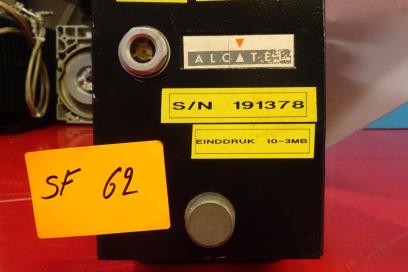 ALCATEL
S/N 191378
EINDDRUK 10-3MB
SF 62